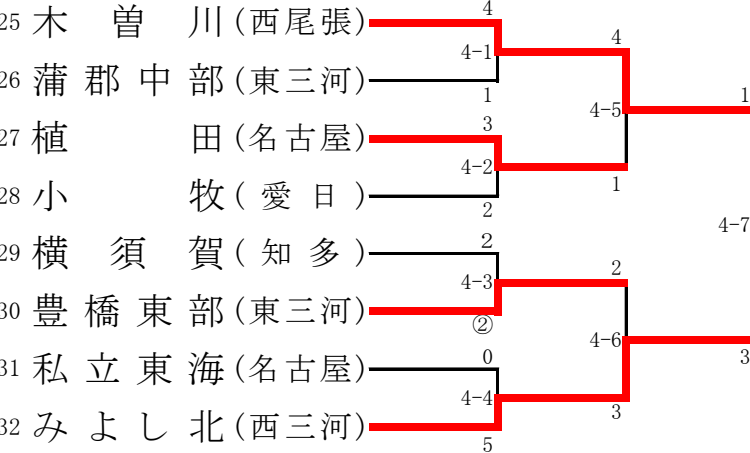 25 木曽川(西尾張)
26 蒲郡中部(東三河)
27 植田(名古屋)
28 小牧(愛日)
29 横須賀(知多)
30 豊橋東部(東三河)
31 私立東海(名古屋)
32 みよし北(西三河)
4
4-1
1
3
4-2
2
2
4-3
②
0
4-4
5
4
4-5
1
2
4-6
3
1
4-7
3